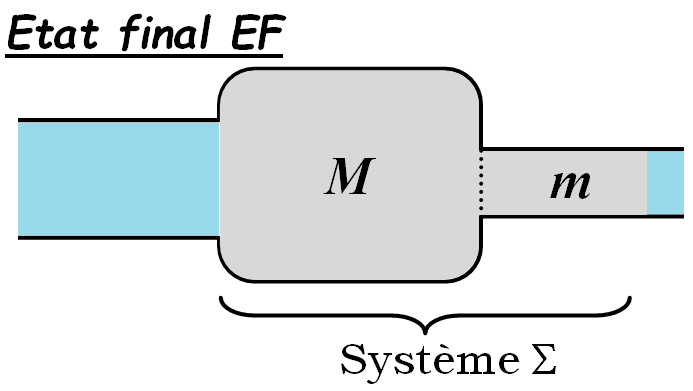 Etat final EF
M m
Système Σ